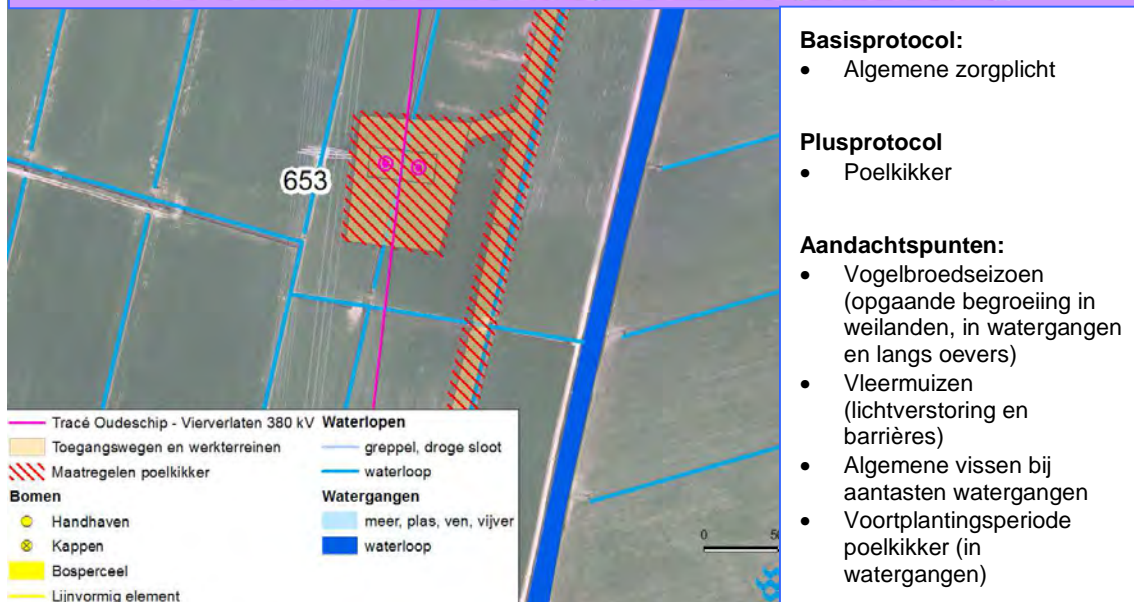 653
Tracé Oudeschip - Vierverlaten 380 kV
Toegangswegen en werkterreinen
Maatregelen poelkikker
Bomen
Handhaven
Kappen
Bosperceel
Lijnvormig element
Waterlopen
greppel, droge sloot
waterloop
Watergangen
meer, plas, ven, vijver
waterloop
0
Basisprotocol:
• Algemene zorgplicht
Plusprotocol
• Poelkikker
Aandachtspunten:
• Vogelbroedseizoen
(opgaande begroeiing in
weilanden, in watergangen
en langs oevers)
• Vleermuizen
(lichtverstoring en
barrières)
• Algemene vissen bij
aantasten watergangen
• Voortplantingsperiode
poelkikker (in
watergangen)